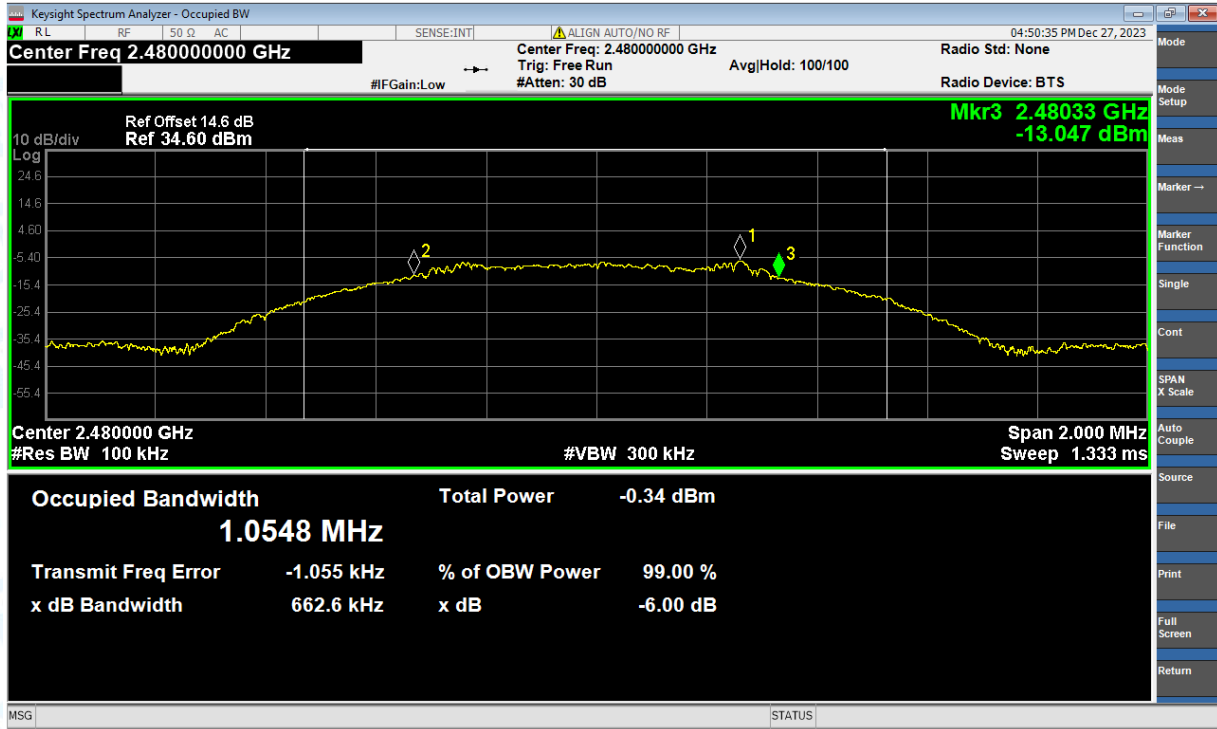 Keysight Spectrum Analyzer - Occupied BW
LXI RL RF 50 Ω AC SENSE:INT ALIGN AUTO/NO RF 04:50:35 PM Dec 27, 2023
Center Freq 2.480000000 GHz
Center Freq: 2.480000000 GHz Radio Std: None
Trig: Free Run Avg|Hold: 100/100
#IFGain:Low #Atten: 30 dB Radio Device: BTS
Mkr3 2.48033 GHz
-13.047 dBm
Ref Offset 14.6 dB
10 dB/div Ref 34.60 dBm
Log
24.6
14.6
4.60
-5.40
-15.4
-25.4
-35.4
-45.4
-55.4
2
1
3
Center 2.480000 GHz Span 2.000 MHz
#Res BW 100 kHz #VBW 300 kHz Sweep 1.333 ms
Occupied Bandwidth Total Power -0.34 dBm
1.0548 MHz
Transmit Freq Error -1.055 kHz % of OBW Power 99.00 %
x dB Bandwidth 662.6 kHz x dB -6.00 dB
MSG STATUS
Mode
Mode
Setup
Meas
Marker→
Marker
Function
Single
Cont
SPAN
X Scale
Auto
Couple
Source
File
Print
Full
Screen
Return